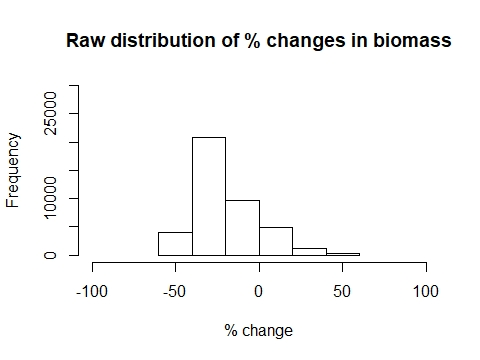 Raw distribution of % changes in biomass
Frequency
25000
10000
0
-100 -50 0 50 100
% change